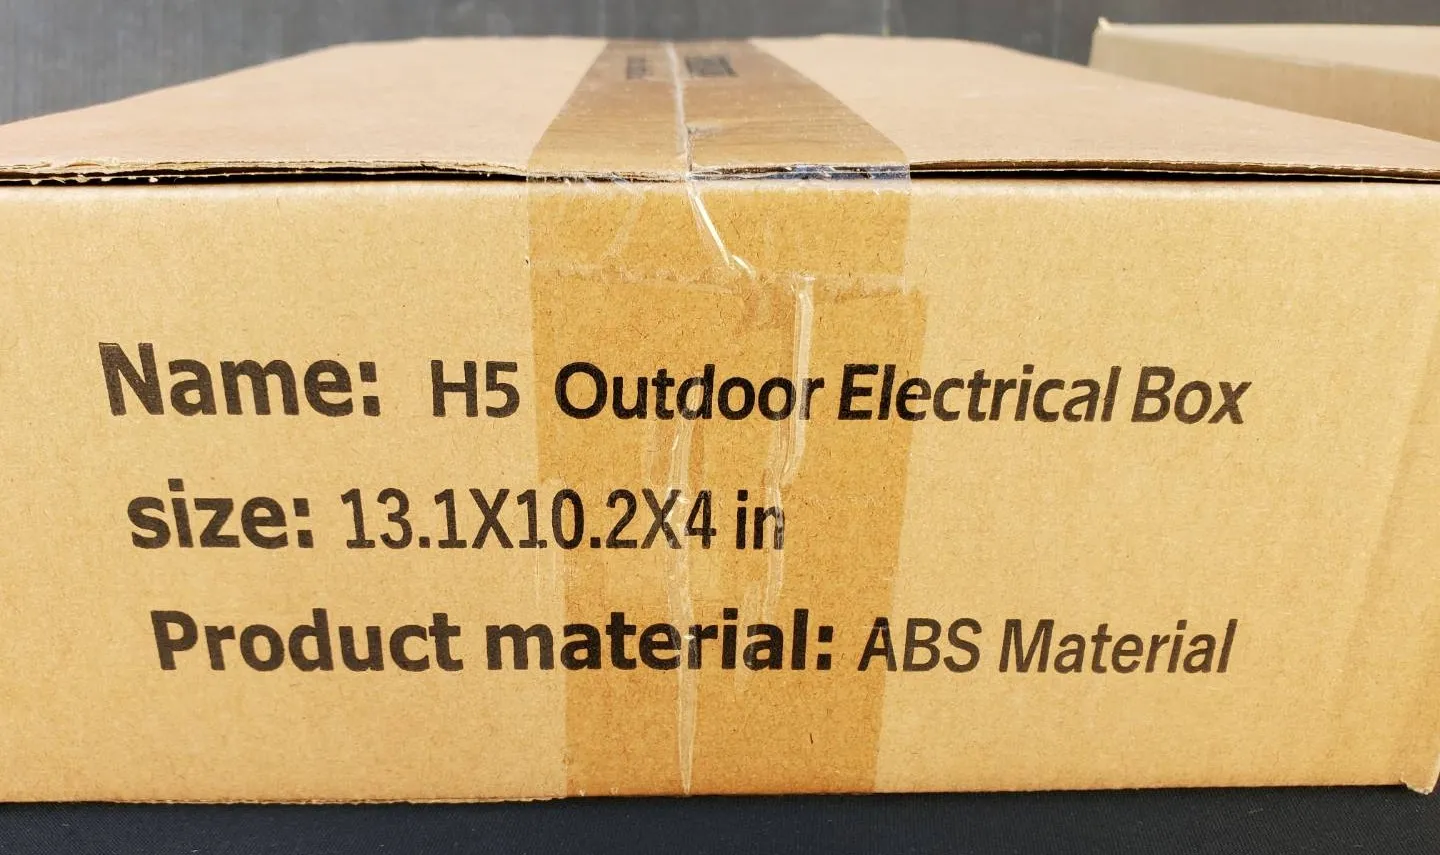 Name: H5 Outdoor Electrical Box
size: 13.1X10.2X4 in
Product material: ABS Material